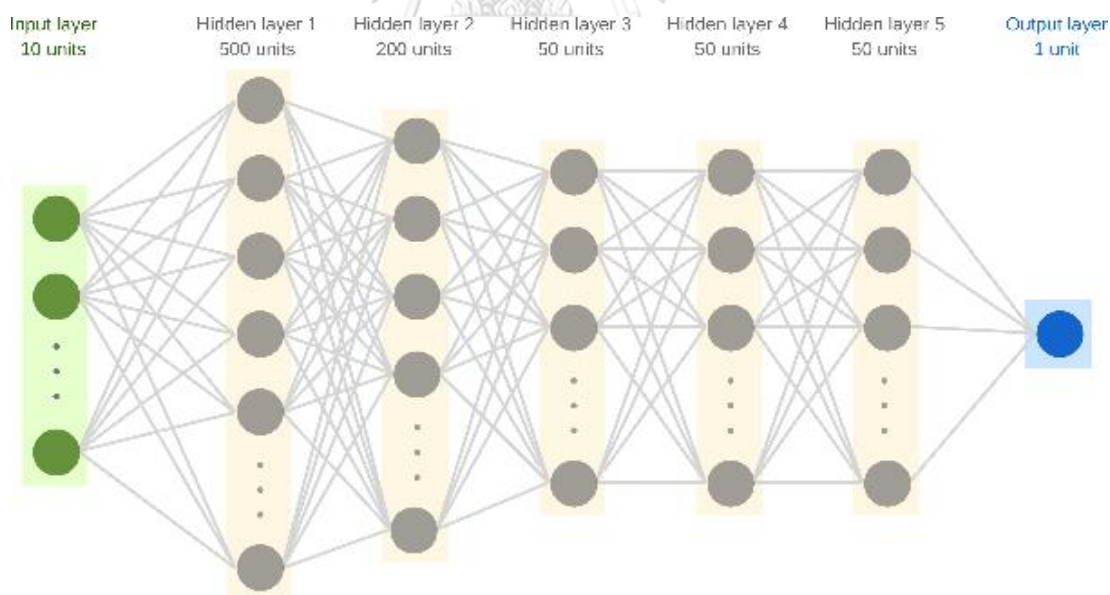 Input layer
10 units
Hidden layer 1
500 units
Hidden layer 2
200 units
Hidden layer 3
50 units
Hidden layer 4
50 units
Hidden layer 5
50 units
Output layer
1 unit